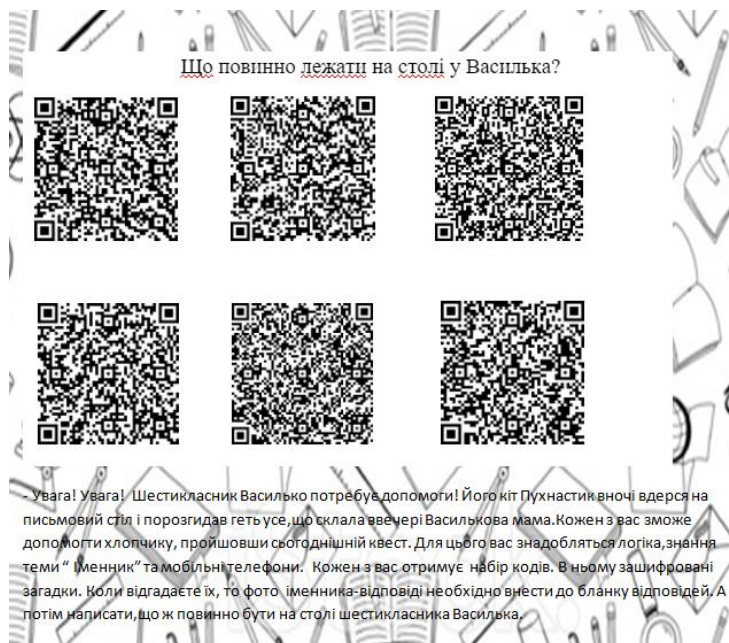 Що повинно лежати на столі у Василька?
- Увага! Увага! Шестикласник Василько потребує допомоги! Його кіт Пухнастик вночі вдерся на
письмовий стіл і порозгидав геть усе,що склала ввечері Василькова мама.Кожен з вас зможе
допомогти хлопчику, пройшовши сьогоднішній квест. Для цього вас знадобляться логіка,знання
теми “ Іменник” та мобільні телефони. Кожен з вас отримує набір кодів. В ньому зашифровані
загадки. Коли відгадаєте їх, то фото іменника-відповіді необхідно внести до бланку відповідей. А
потім написати,що ж повинно бути на столі шестикласника Василька.